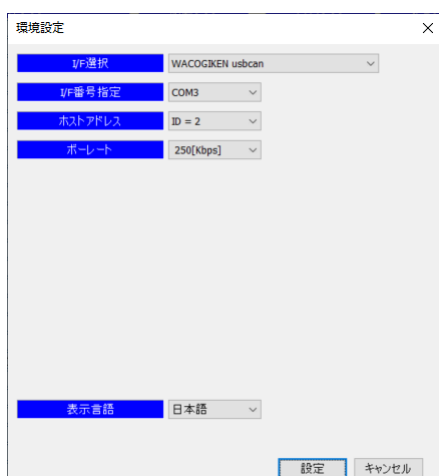 環境設定
I/F選択 WACOGIKEN usbcan
I/F番号指定 COM3
ホストアドレス ID = 2
ボーレート 250[Kbps]
表示言語 日本語
設定 キャンセル